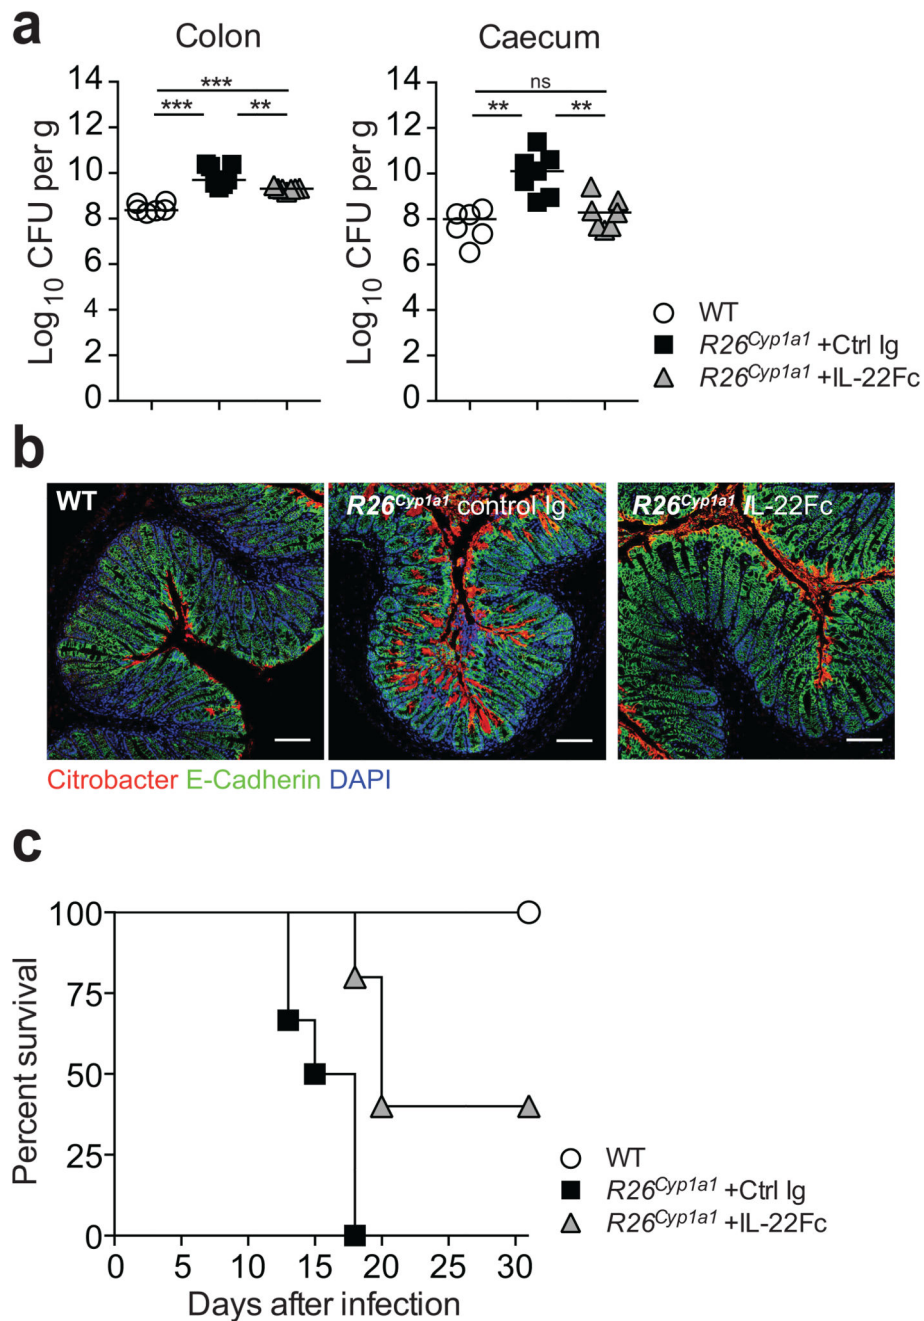 a
Colon
Caecum
*** 
*** **
ns
** **
Log10 CFU per g
14
12
10
8
6
4
2
0
Log10 CFU per g
14
12
10
8
6
4
2
0
WT
R26Cyp1a1 +Ctrl Ig
R26Cyp1a1 +IL-22Fc
b
WT
R26Cyp1a1 control Ig
R26Cyp1a1 IL-22Fc
Citrobacter E-Cadherin DAPI
c
Percent survival
100
75
50
25
0
0 5 10 15 20 25 30
Days after infection
WT
R26Cyp1a1 +Ctrl Ig
R26Cyp1a1 +IL-22Fc